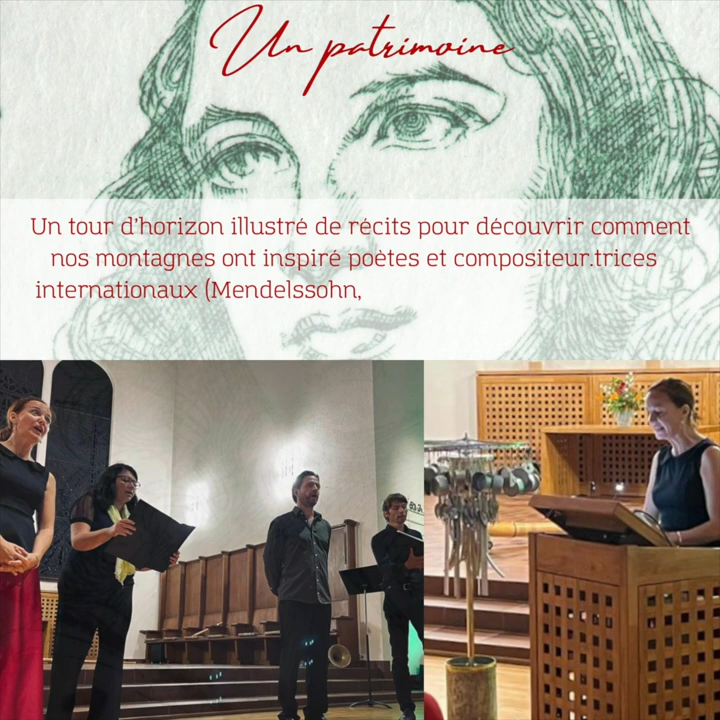 Un patrimoine
Un tour d'horizon illustré de récits pour découvrir comment
nos montagnes ont inspiré poètes et compositeur.trices
internationaux (Mendelssohn,